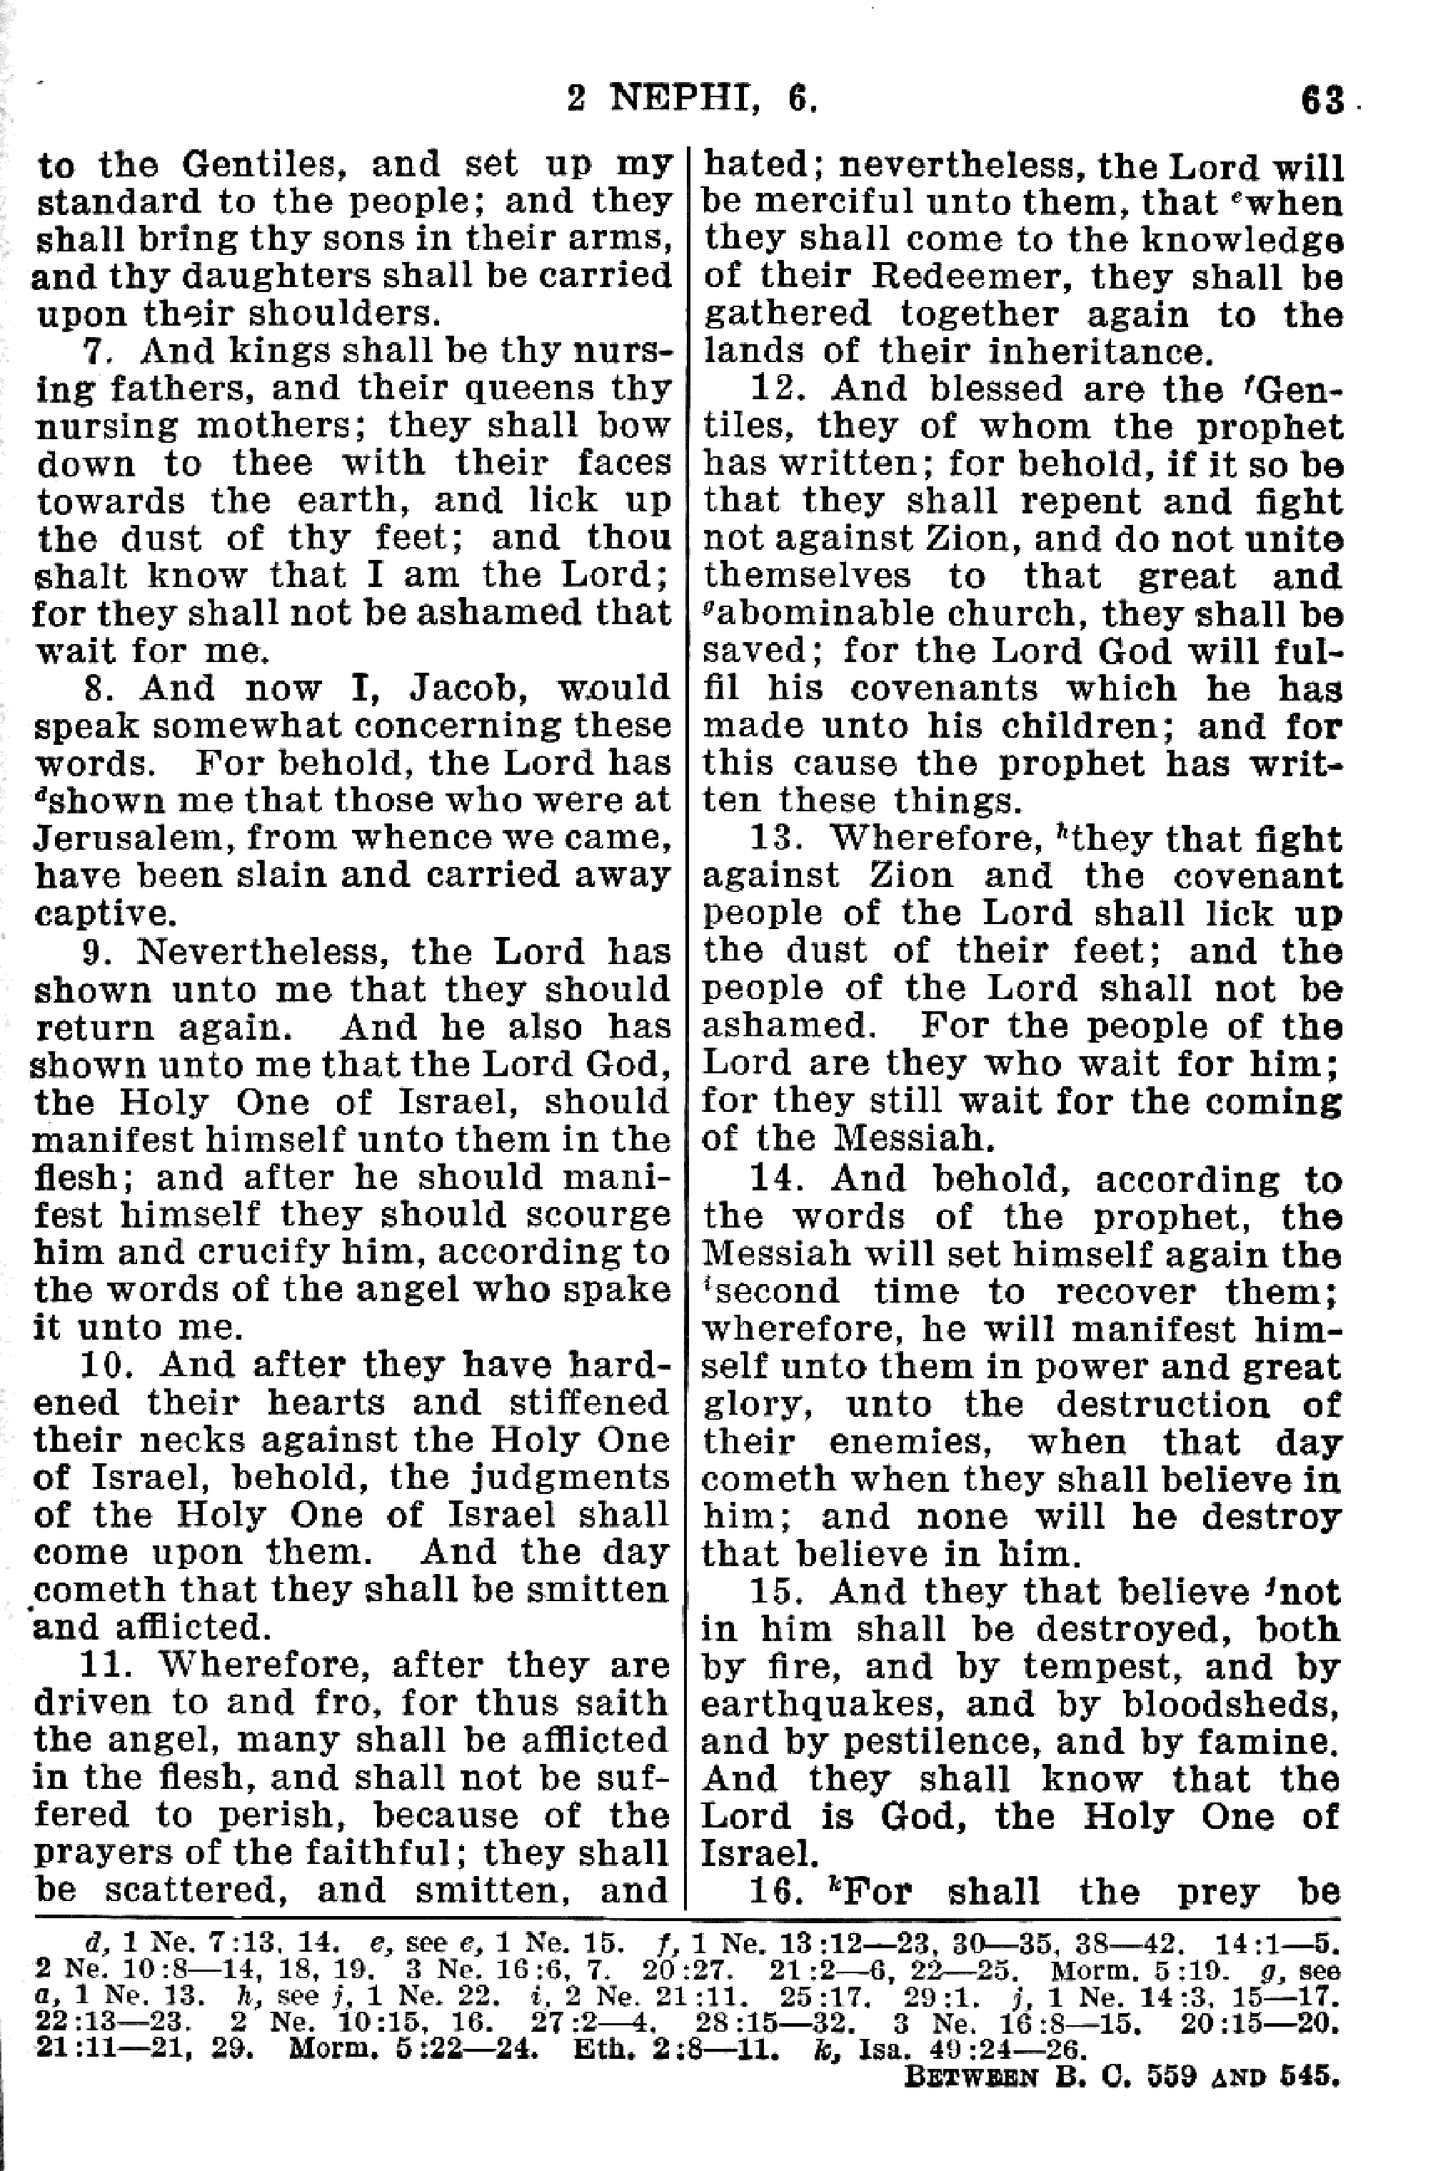 2 NEPHI, 6.
63
to the Gentiles, and set up my
standard to the people; and they
shall bring thy sons in their arms,
and thy daughters shall be carried
upon their shoulders.
7. And kings shall be thy nurs-
ing fathers, and their queens thy
nursing mothers; they shall bow
down to thee with their faces
towards the earth, and lick up
the dust of thy feet; and thou
shalt know that I am the Lord;
for they shall not be ashamed that
wait for me.
8. And now I, Jacob, would
speak somewhat concerning these
words. For behold, the Lord has
dshown me that those who were at
Jerusalem, from whence we came,
have been slain and carried away
captive.
9. Nevertheless, the Lord has
shown unto me that they should
return again. And he also has
shown unto me that the Lord God,
the Holy One of Israel, should
manifest himself unto them in the
flesh; and after he should mani-
fest himself they should scourge
him and crucify him, according to
the words of the angel who spake
it unto me.
10. And after they have hard-
ened their hearts and stiffened
their necks against the Holy One
of Israel, behold, the judgments
of the Holy One of Israel shall
come upon them. And the day
cometh that they shall be smitten
and afflicted.
11. Wherefore, after they are
driven to and fro, for thus saith
the angel, many shall be afflicted
in the flesh, and shall not be suf-
fered to perish, because of the
prayers of the faithful; they shall
be scattered, and smitten, and
hated; nevertheless, the Lord will
be merciful unto them, that ewhen
they shall come to the knowledge
of their Redeemer, they shall be
gathered together again to the
lands of their inheritance.
12. And blessed are the fGen-
tiles, they of whom the prophet
has written; for behold, if it so be
that they shall repent and fight
not against Zion, and do not unite
themselves to that great and
gabominable church, they shall be
saved; for the Lord God will ful-
fil his covenants which he has
made unto his children; and for
this cause the prophet has writ-
ten these things.
13. Wherefore, hthey that fight
against Zion and the covenant
people of the Lord shall lick up
the dust of their feet; and the
people of the Lord shall not be
ashamed. For the people of the
Lord are they who wait for him;
for they still wait for the coming
of the Messiah.
14. And behold, according to
the words of the prophet, the
Messiah will set himself again the
isecond time to recover them;
wherefore, he will manifest him-
self unto them in power and great
glory, unto the destruction of
their enemies, when that day
cometh when they shall believe in
him; and none will he destroy
that believe in him.
15. And they that believe jnot
in him shall be destroyed, both
by fire, and by tempest, and by
earthquakes, and by bloodsheds,
and by pestilence, and by famine.
And they shall know that the
Lord is God, the Holy One of
Israel.
16. kFor shall the prey be
d, 1 Ne. 7:13, 14. e, see e, 1 Ne. 15. f, 1 Ne. 13:12—23, 30—35, 38—42. 14:1—5.
2 Ne. 10:8—14, 18, 19. 3 Ne. 16:6, 7. 20:27. 21:2—6, 22—25. Morm. 5:19. g, see
a, 1 Ne. 13. h, see j, 1 Ne. 22. i, 2 Ne. 21:11. 25:17. 29:1. j, 1 Ne. 14:3, 15—17.
22:13—23. 2 Ne. 10:15, 16. 27:2—4. 28:15—32. 3 Ne. 16:8—15. 20:15—20.
21:11—21, 29. Morm. 5:22—24. Eth. 2:8—11. k, Isa. 49:24—26.
BETWEEN B. C. 559 AND 545.